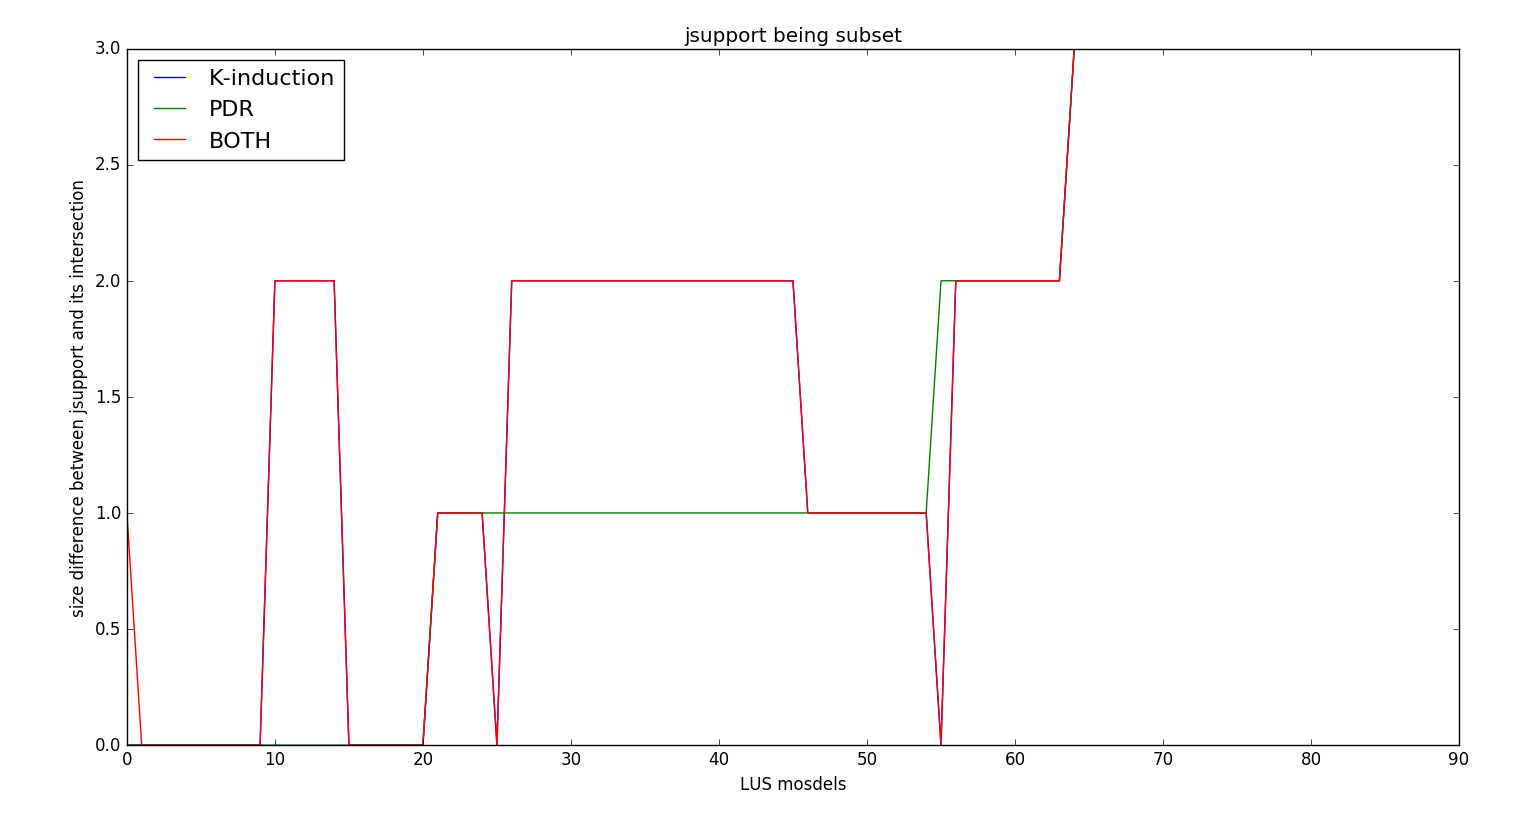 jsupport being subset
3.0
2.5
2.0
1.5
1.0
0.5
0.0
size difference between jsupport and its intersection
K-induction
PDR
BOTH
0 10 20 30 40 50 60 70 80 90
LUS mosdels